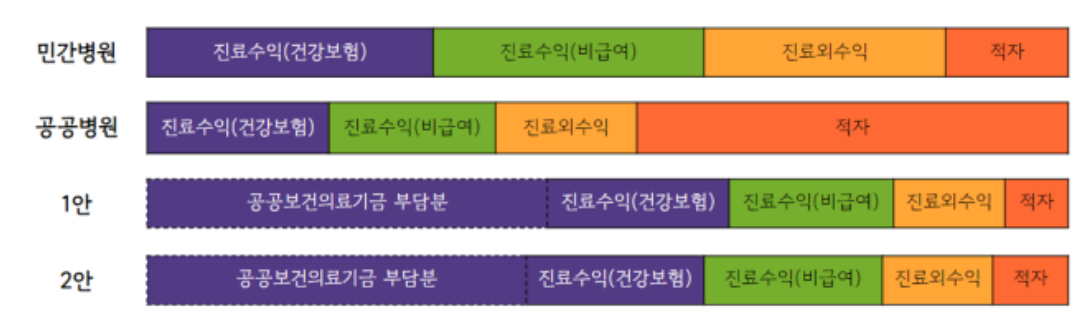 민간병원 진료수익(건강보험) 진료수익(비급여) 진료외수익 적자
공공병원 진료수익(건강보험) 진료수익(비급여) 진료외수익 적자
1안 공공보건의료기금 부담분 진료수익(건강보험) 진료수익(비급여) 진료외수익 적자
2안 공공보건의료기금 부담분 진료수익(건강보험) 진료수익(비급여) 진료외수익 적자